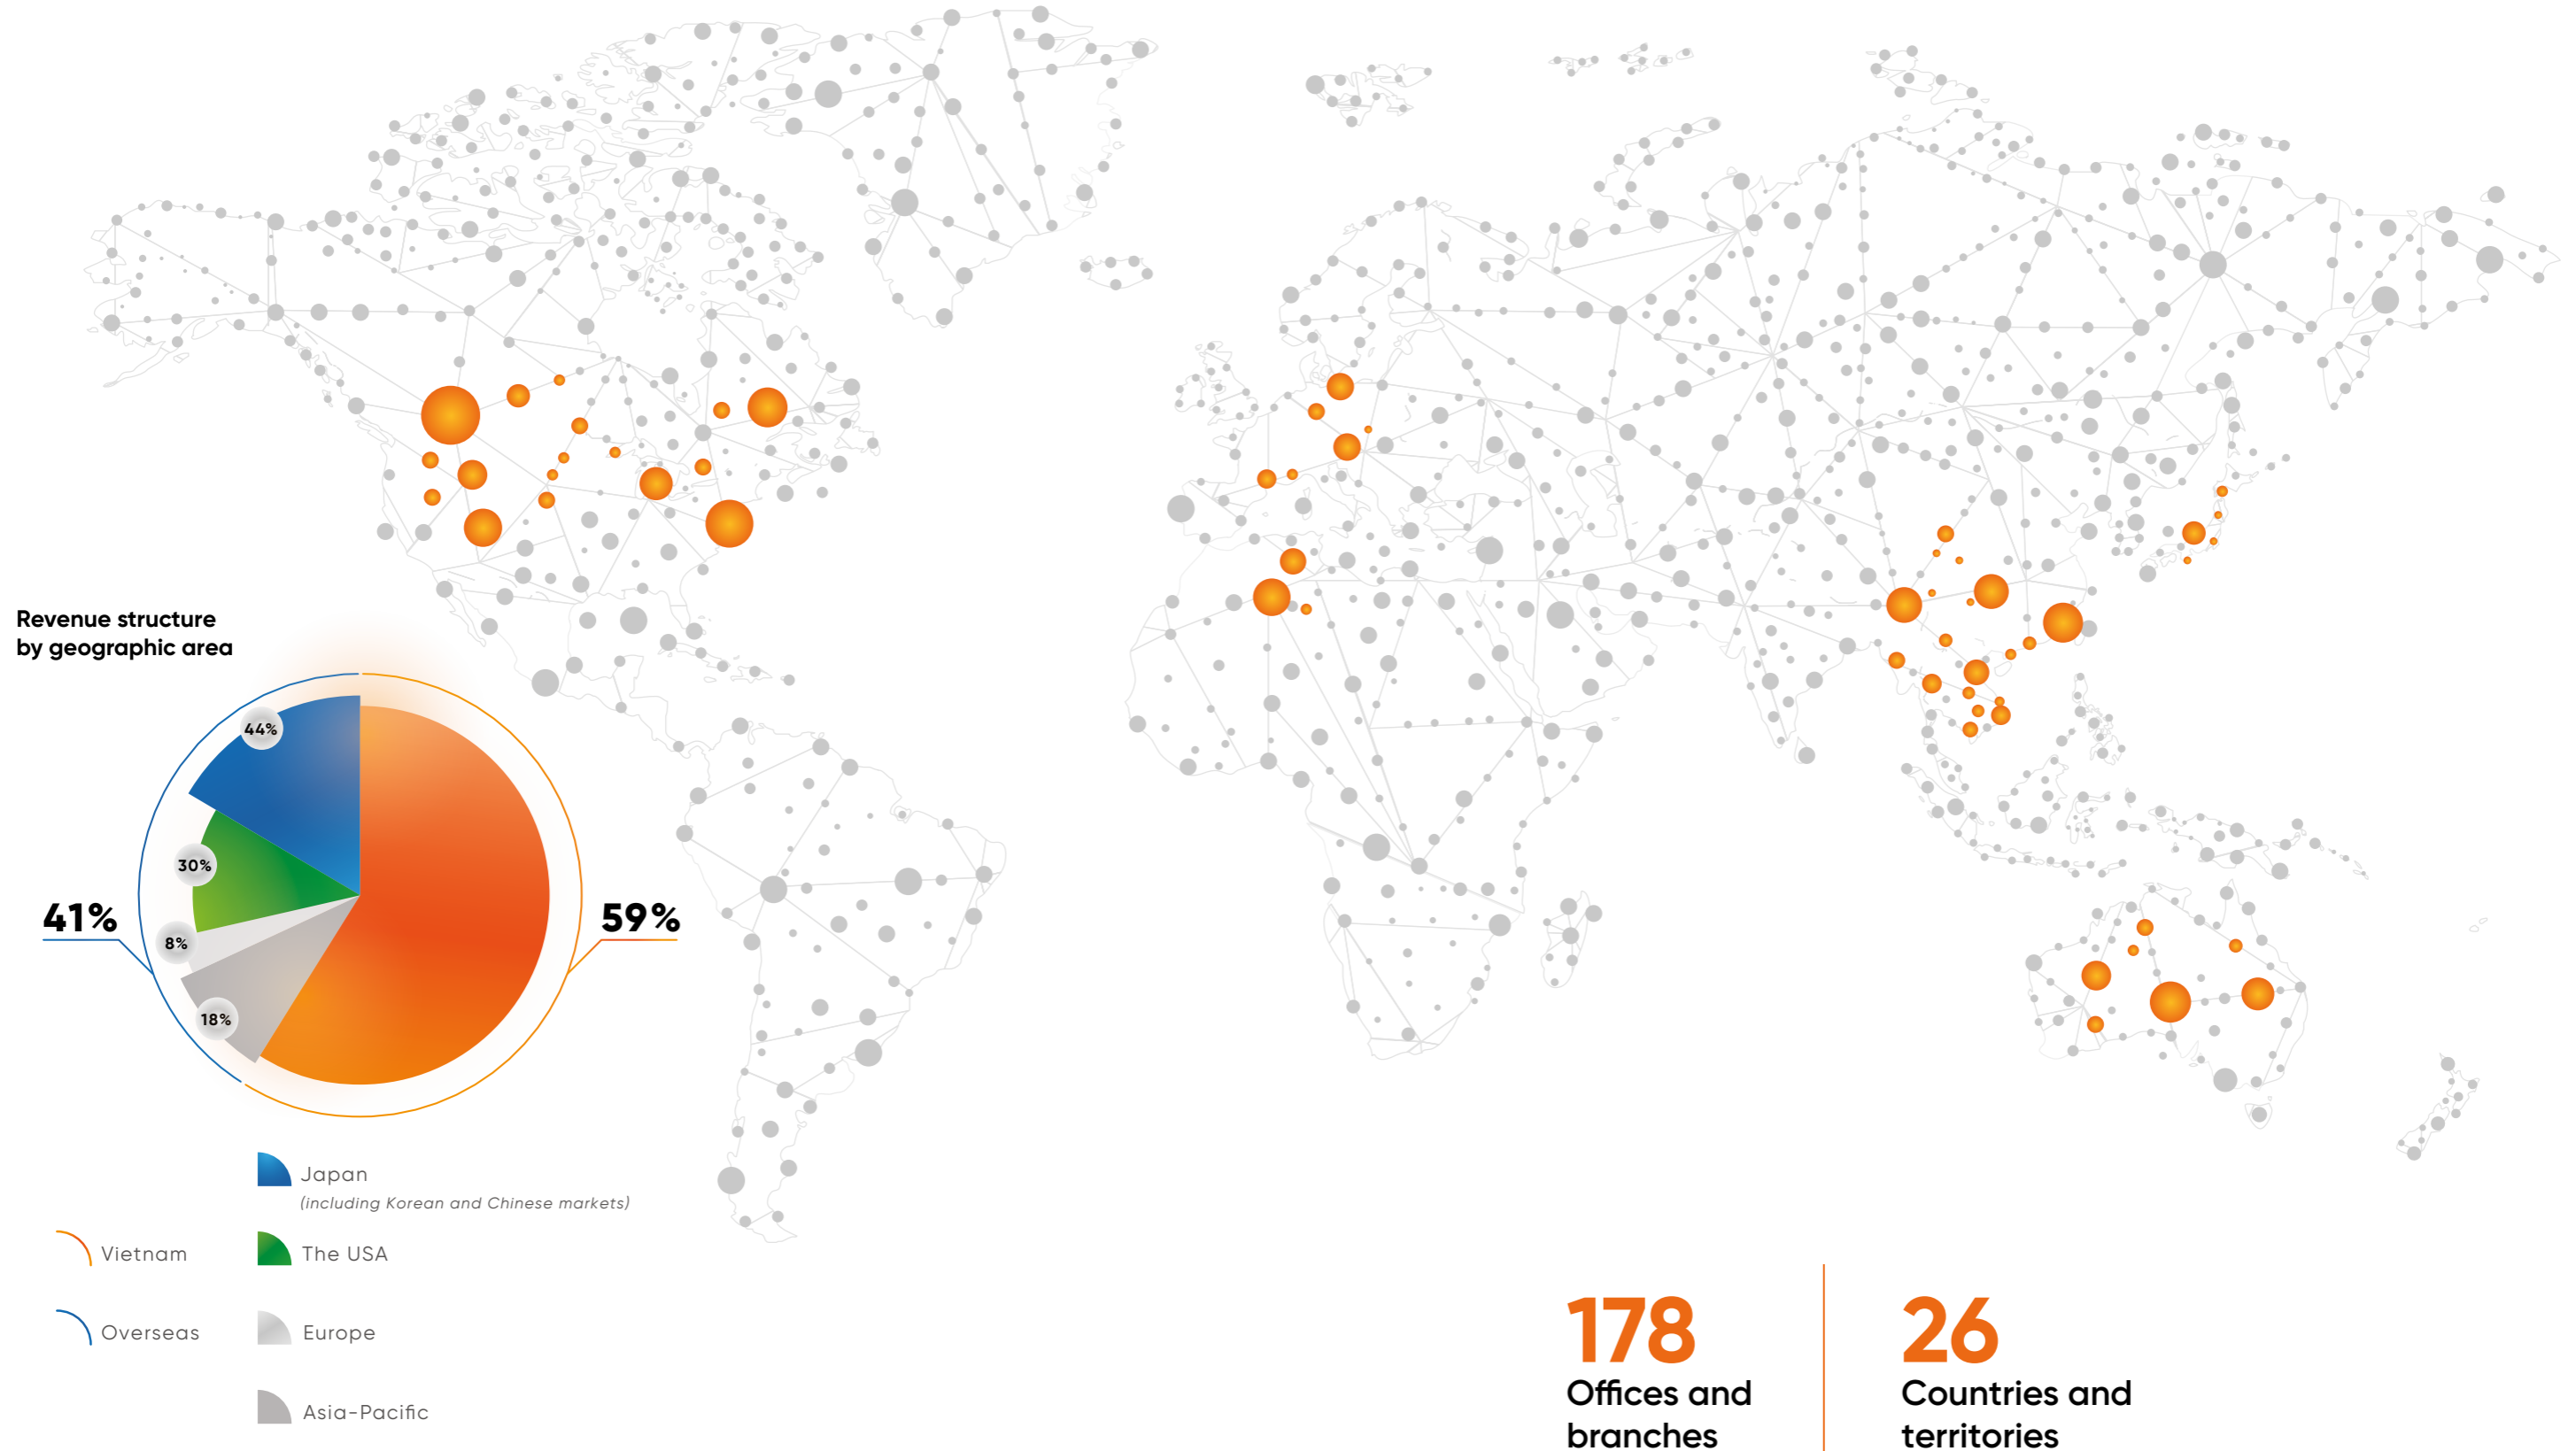 Revenue structure
by geographic area
44%
30%
41%
59%
8%
18%
Japan
(including Korean and Chinese markets)
Vietnam
The USA
Overseas
Europe
Asia-Pacific
178
Offices and
branches
26
Countries and
territories